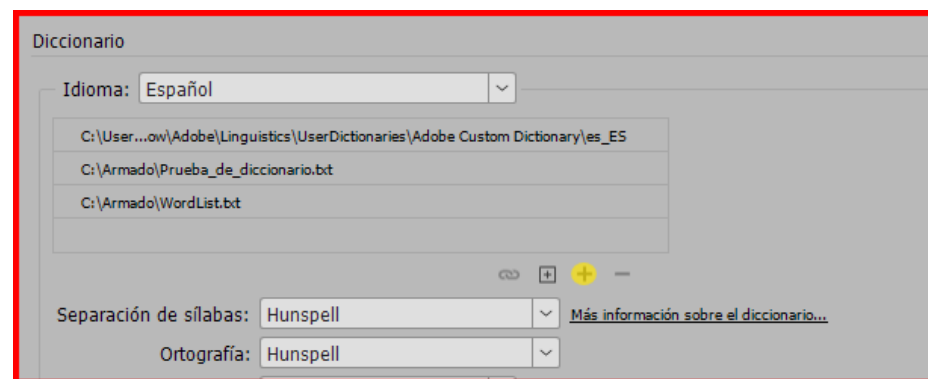 Diccionario
Idioma: Español
C:\User...ow\Adobe\Linguistics\UserDictionaries\Adobe Custom Dictionary\es_ES
C:\Armado\Prueba_de_diccionario.txt
C:\Armado\WordList.txt
Separación de sílabas: Hunspell Más información sobre el diccionario...
Ortografía: Hunspell